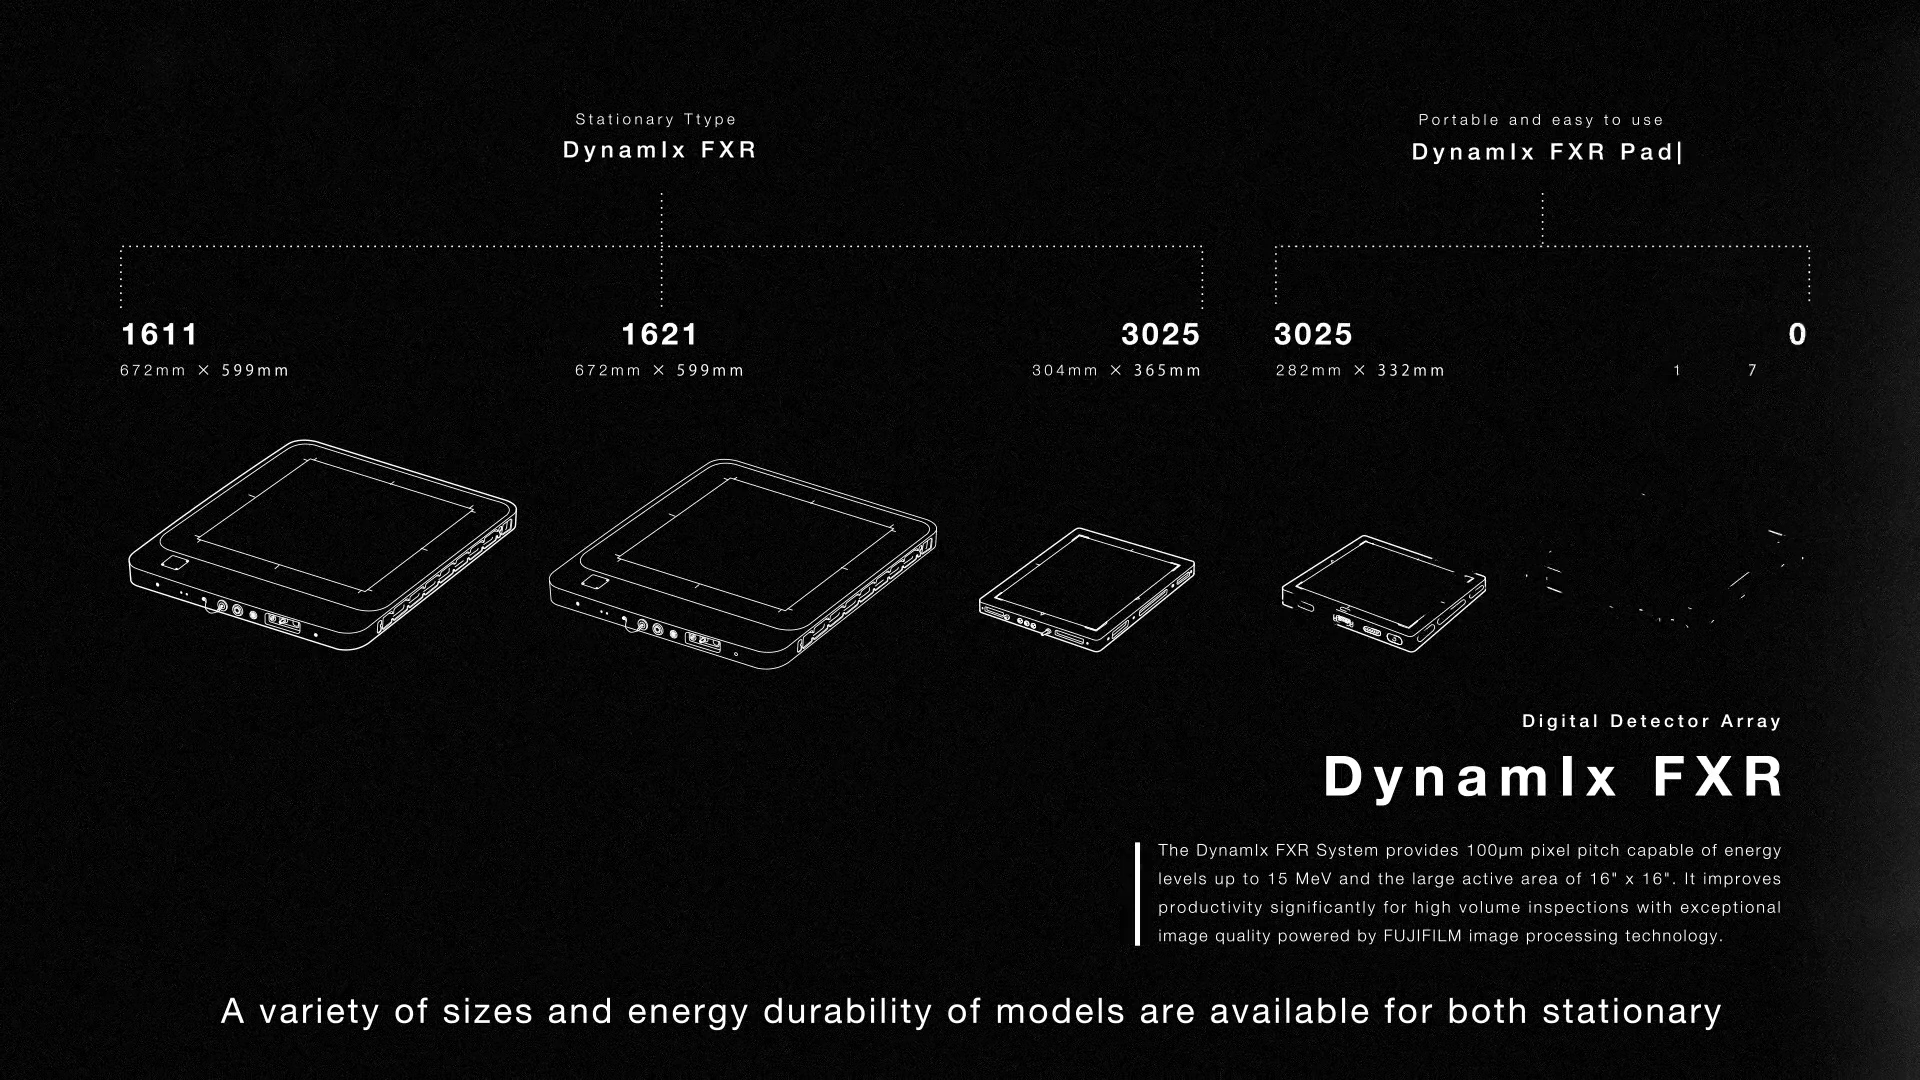 Stationary Ttype
DynamIx FXR
Portable and easy to use
DynamIx FXR Pad|
1611
672mm × 599mm
1621
672mm × 599mm
3025
304mm × 365mm
3025
282mm × 332mm
0
1 7
Digital Detector Array
DynamIx FXR
The DynamIx FXR System provides 100µm pixel pitch capable of energy
levels up to 15 MeV and the large active area of 16" x 16". It improves
productivity significantly for high volume inspections with exceptional
image quality powered by FUJIFILM image processing technology.
A variety of sizes and energy durability of models are available for both stationary